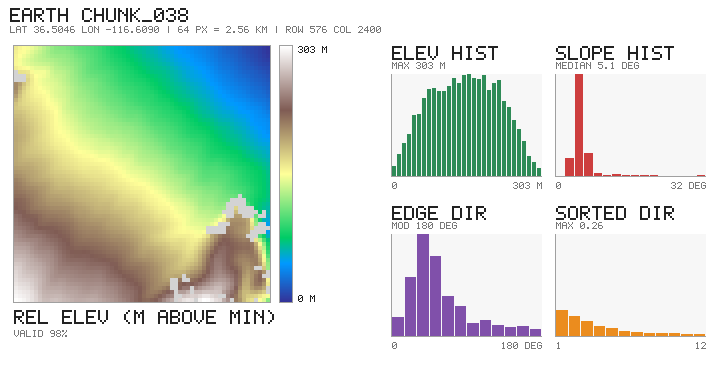 EARTH CHUNK_038
LAT 36.5046 LON -116.6090 | 64 PX = 2.56 KM | ROW 576 COL 2400
303 M
0 M
REL ELEV (M ABOVE MIN)
VALID 98%
ELEV HIST
MAX 303 M
0 303 M
SLOPE HIST
MEDIAN 5.1 DEG
0 32 DEG
EDGE DIR
MOD 180 DEG
0 180 DEG
SORTED DIR
MAX 0.26
1 12